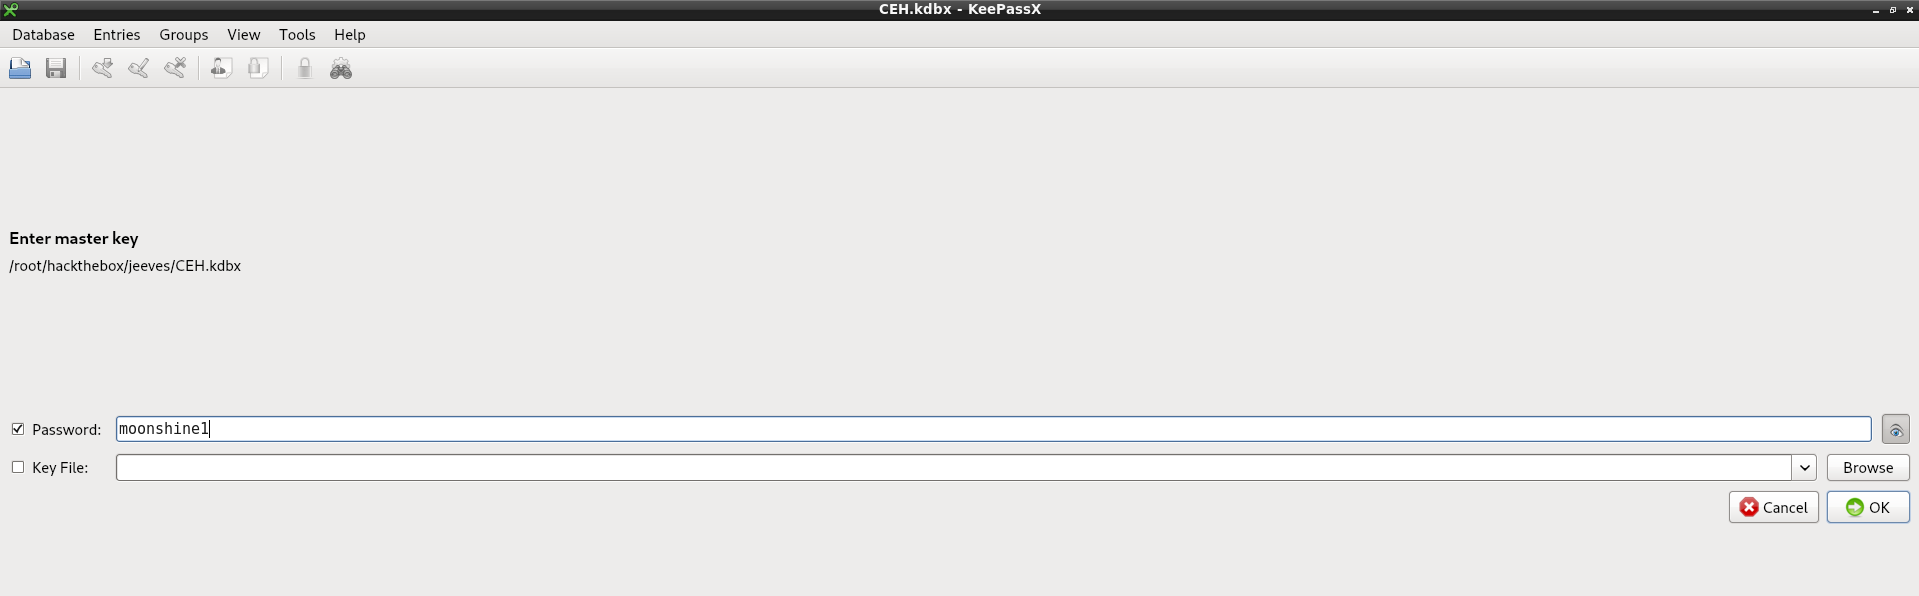 CEH.kdbx - KeePassX
Database Entries Groups View Tools Help
Enter master key
/root/hackthebox/jeeves/CEH.kdbx
Password: moonshine1
Key File: Browse
Cancel OK